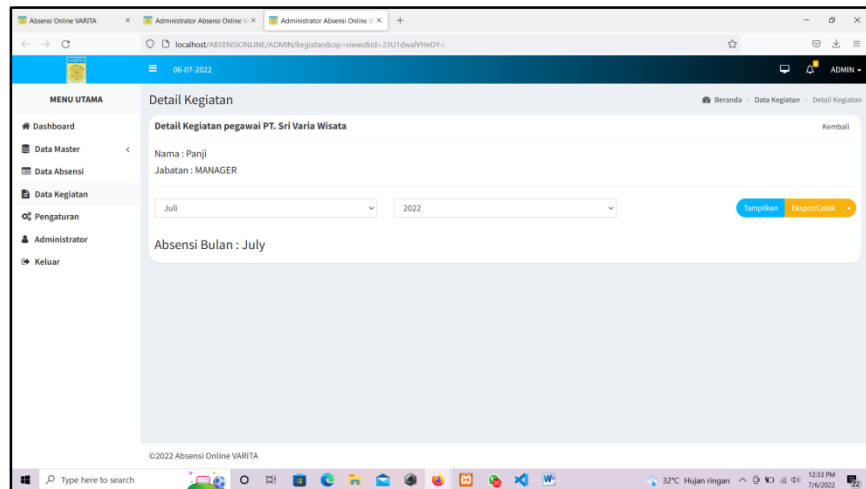 Absensi Online VARITA
Administrator Absensi Online V
Administrator Absensi Online V
localhost/ABSENSIONLINE/ADMIN/kegiatan&op=views&id=23U1dwalVHeDY=
VARITA
06-07-2022
ADMIN
MENU UTAMA
Dashboard
Data Master
Data Absensi
Data Kegiatan
Pengaturan
Administrator
Keluar
Detail Kegiatan
Beranda > Data Kegiatan > Detail Kegiatan
Detail Kegiatan pegawai PT. Sri Varia Wisata
Kembali
Nama : Panji
Jabatan : MANAGER
Juli
2022
Tampilkan
Ekspor/Cetak
Absensi Bulan : July
©2022 Absensi Online VARITA
Type here to search
32°C Hujan ringan
12:33 PM
7/6/2022